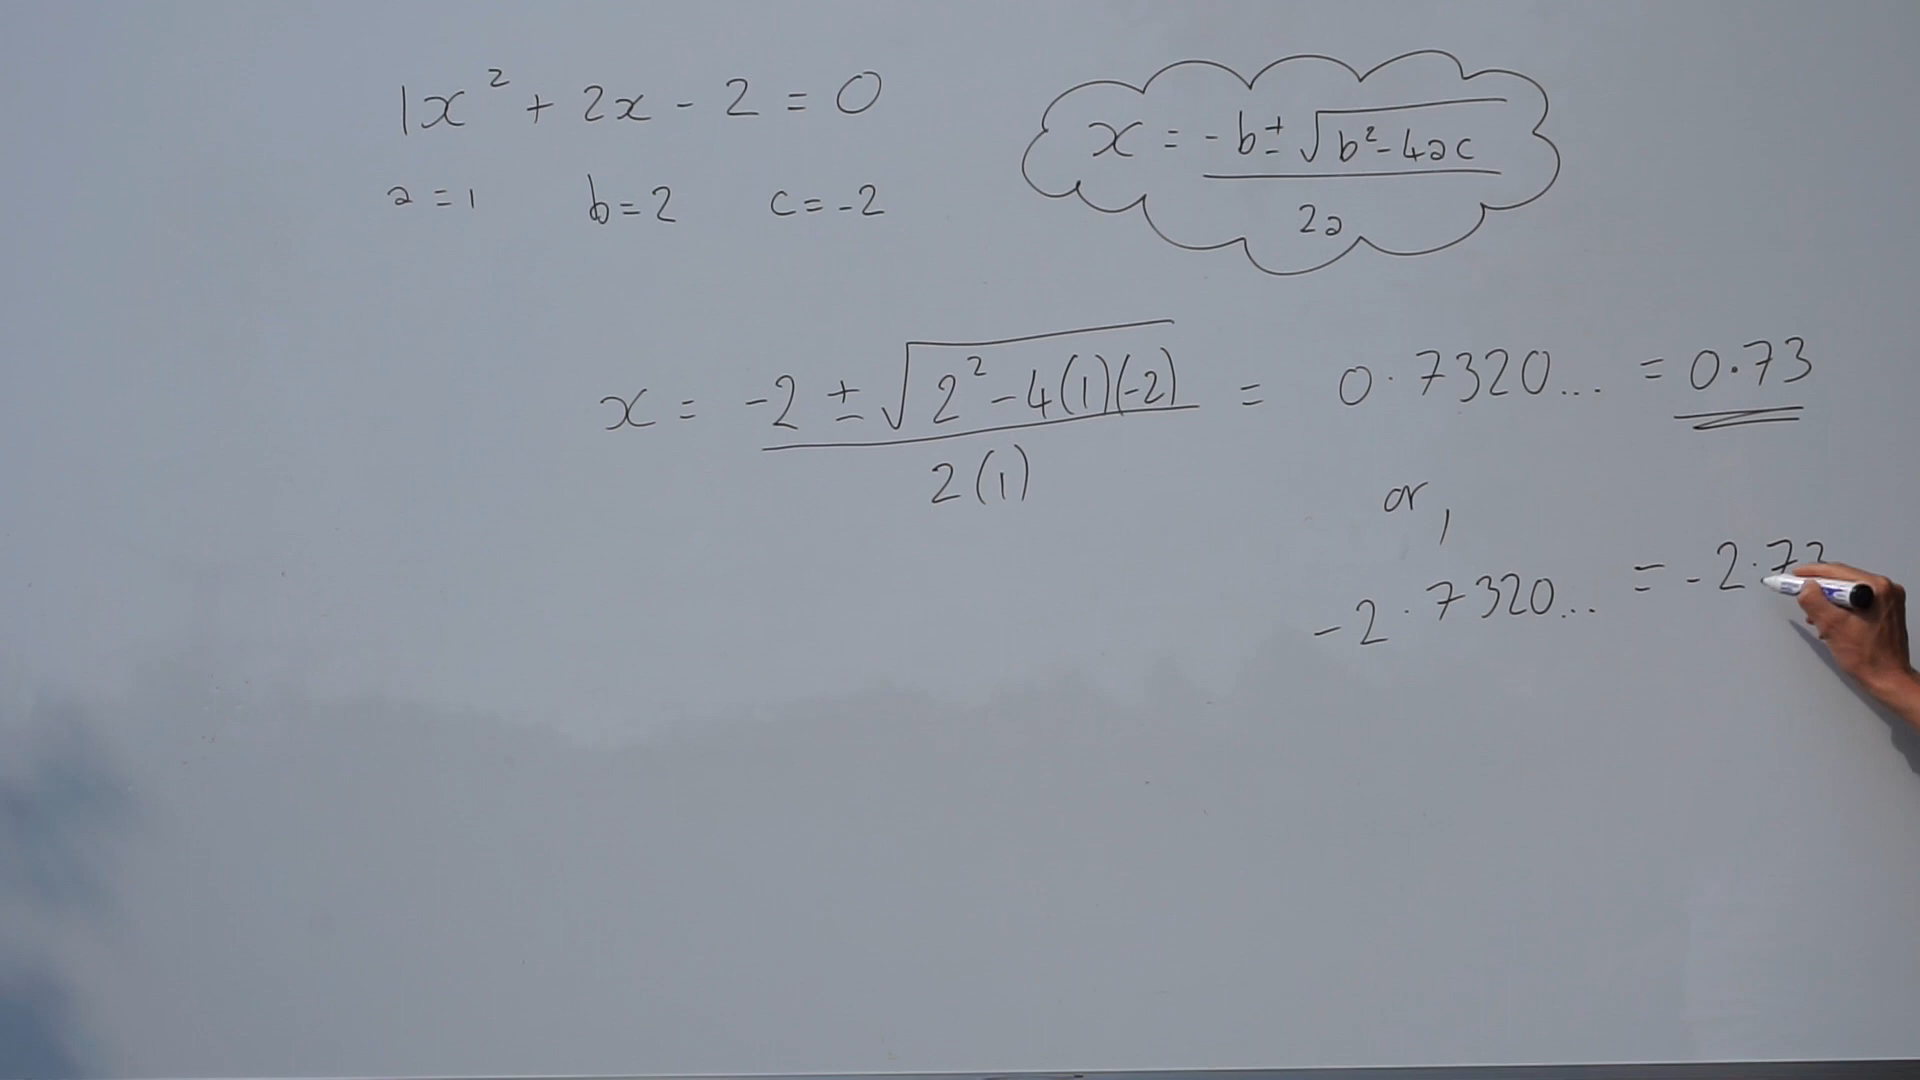 1x² + 2x - 2 = 0
a = 1 b = 2 c = -2
x = -b ± √b² - 4ac
2a
x = -2 ± √2² - 4(1)(-2) = 0.7320... = 0.73
2(1)
or,
-2.7320... = -2.73